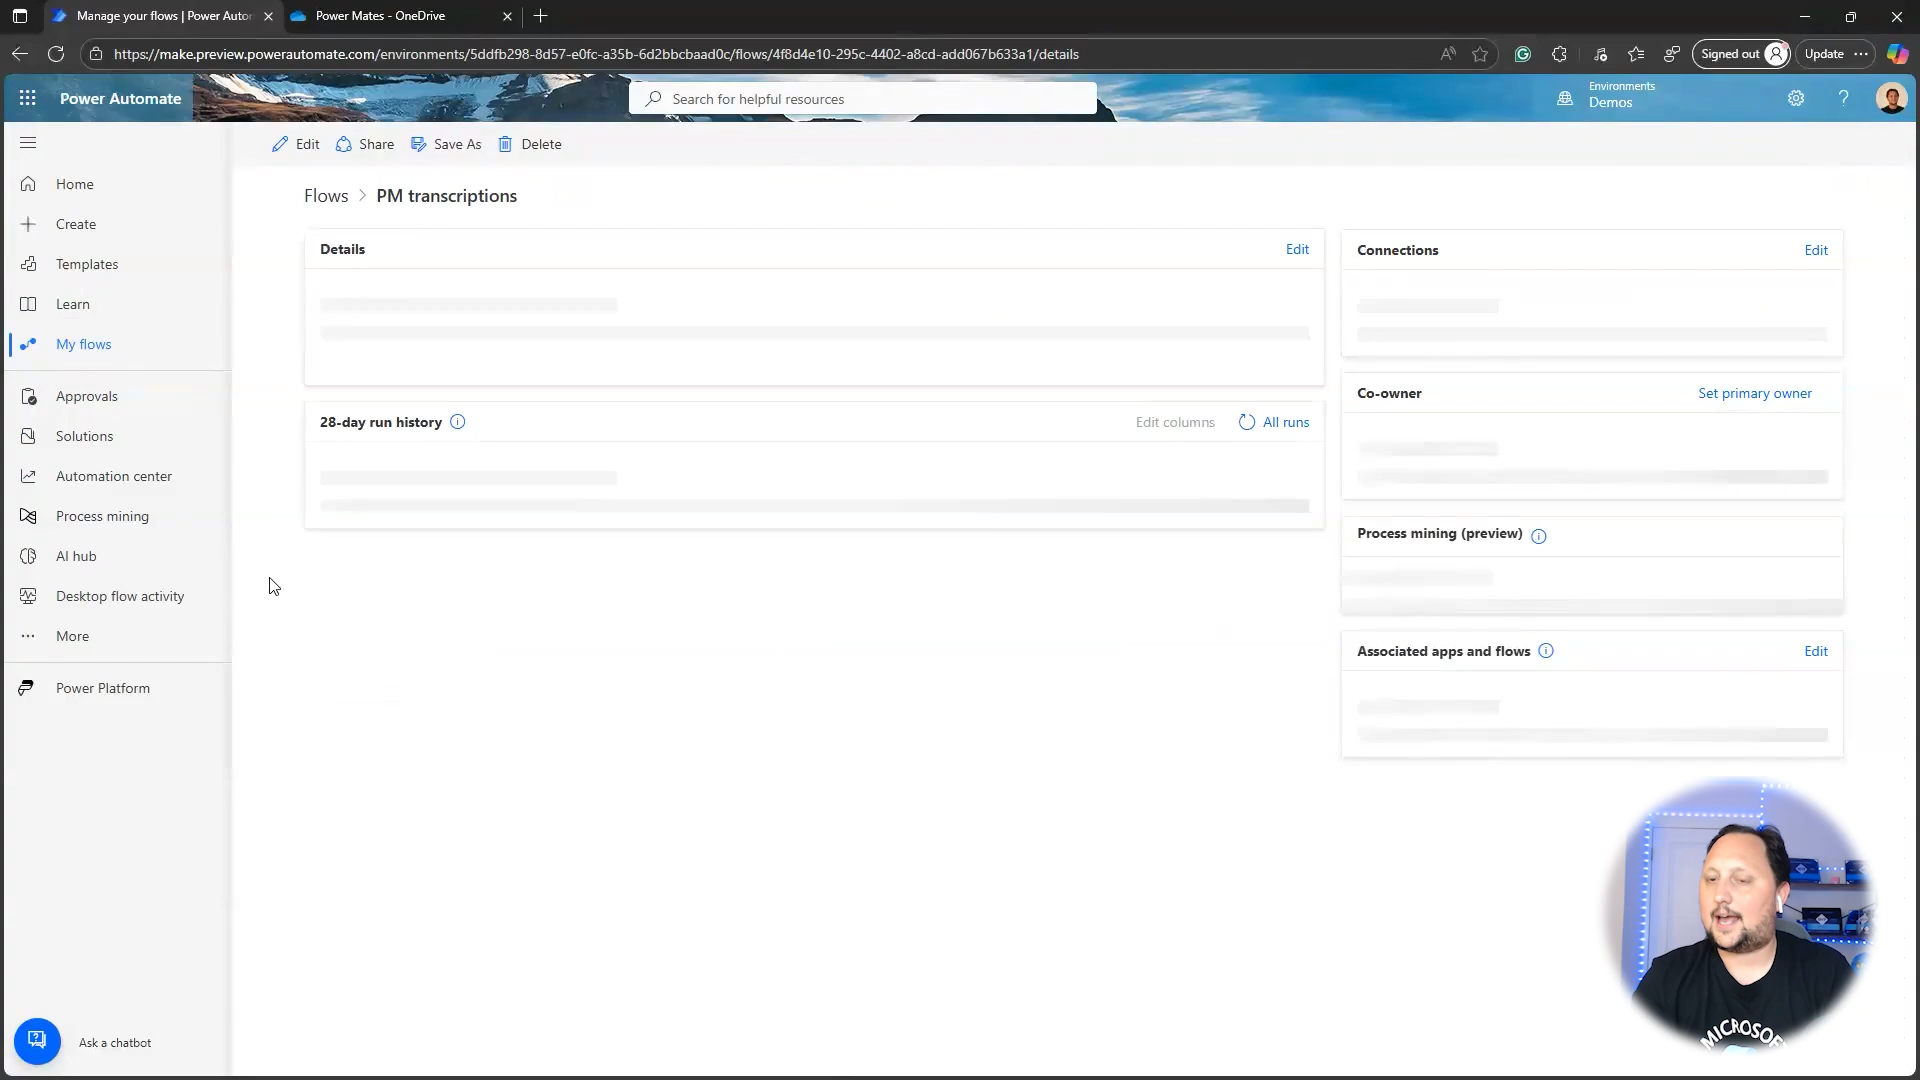 Manage your flows | Power Auton
Power Mates - OneDrive
https://make.preview.powerautomate.com/environments/5ddfb298-8d57-e0fc-a35b-6d2bbcbaad0c/flows/4f8d4e10-295c-4402-a8cd-add067b633a1/details
Signed out
Update
Power Automate
Search for helpful resources
Environments
Demos
Edit
Share
Save As
Delete
Home
Create
Templates
Learn
My flows
Approvals
Solutions
Automation center
Process mining
AI hub
Desktop flow activity
More
Power Platform
Ask a chatbot
Flows > PM transcriptions
Details
Edit
28-day run history
Edit columns
All runs
Connections
Edit
Co-owner
Set primary owner
Process mining (preview)
Associated apps and flows
Edit
MICROSOF